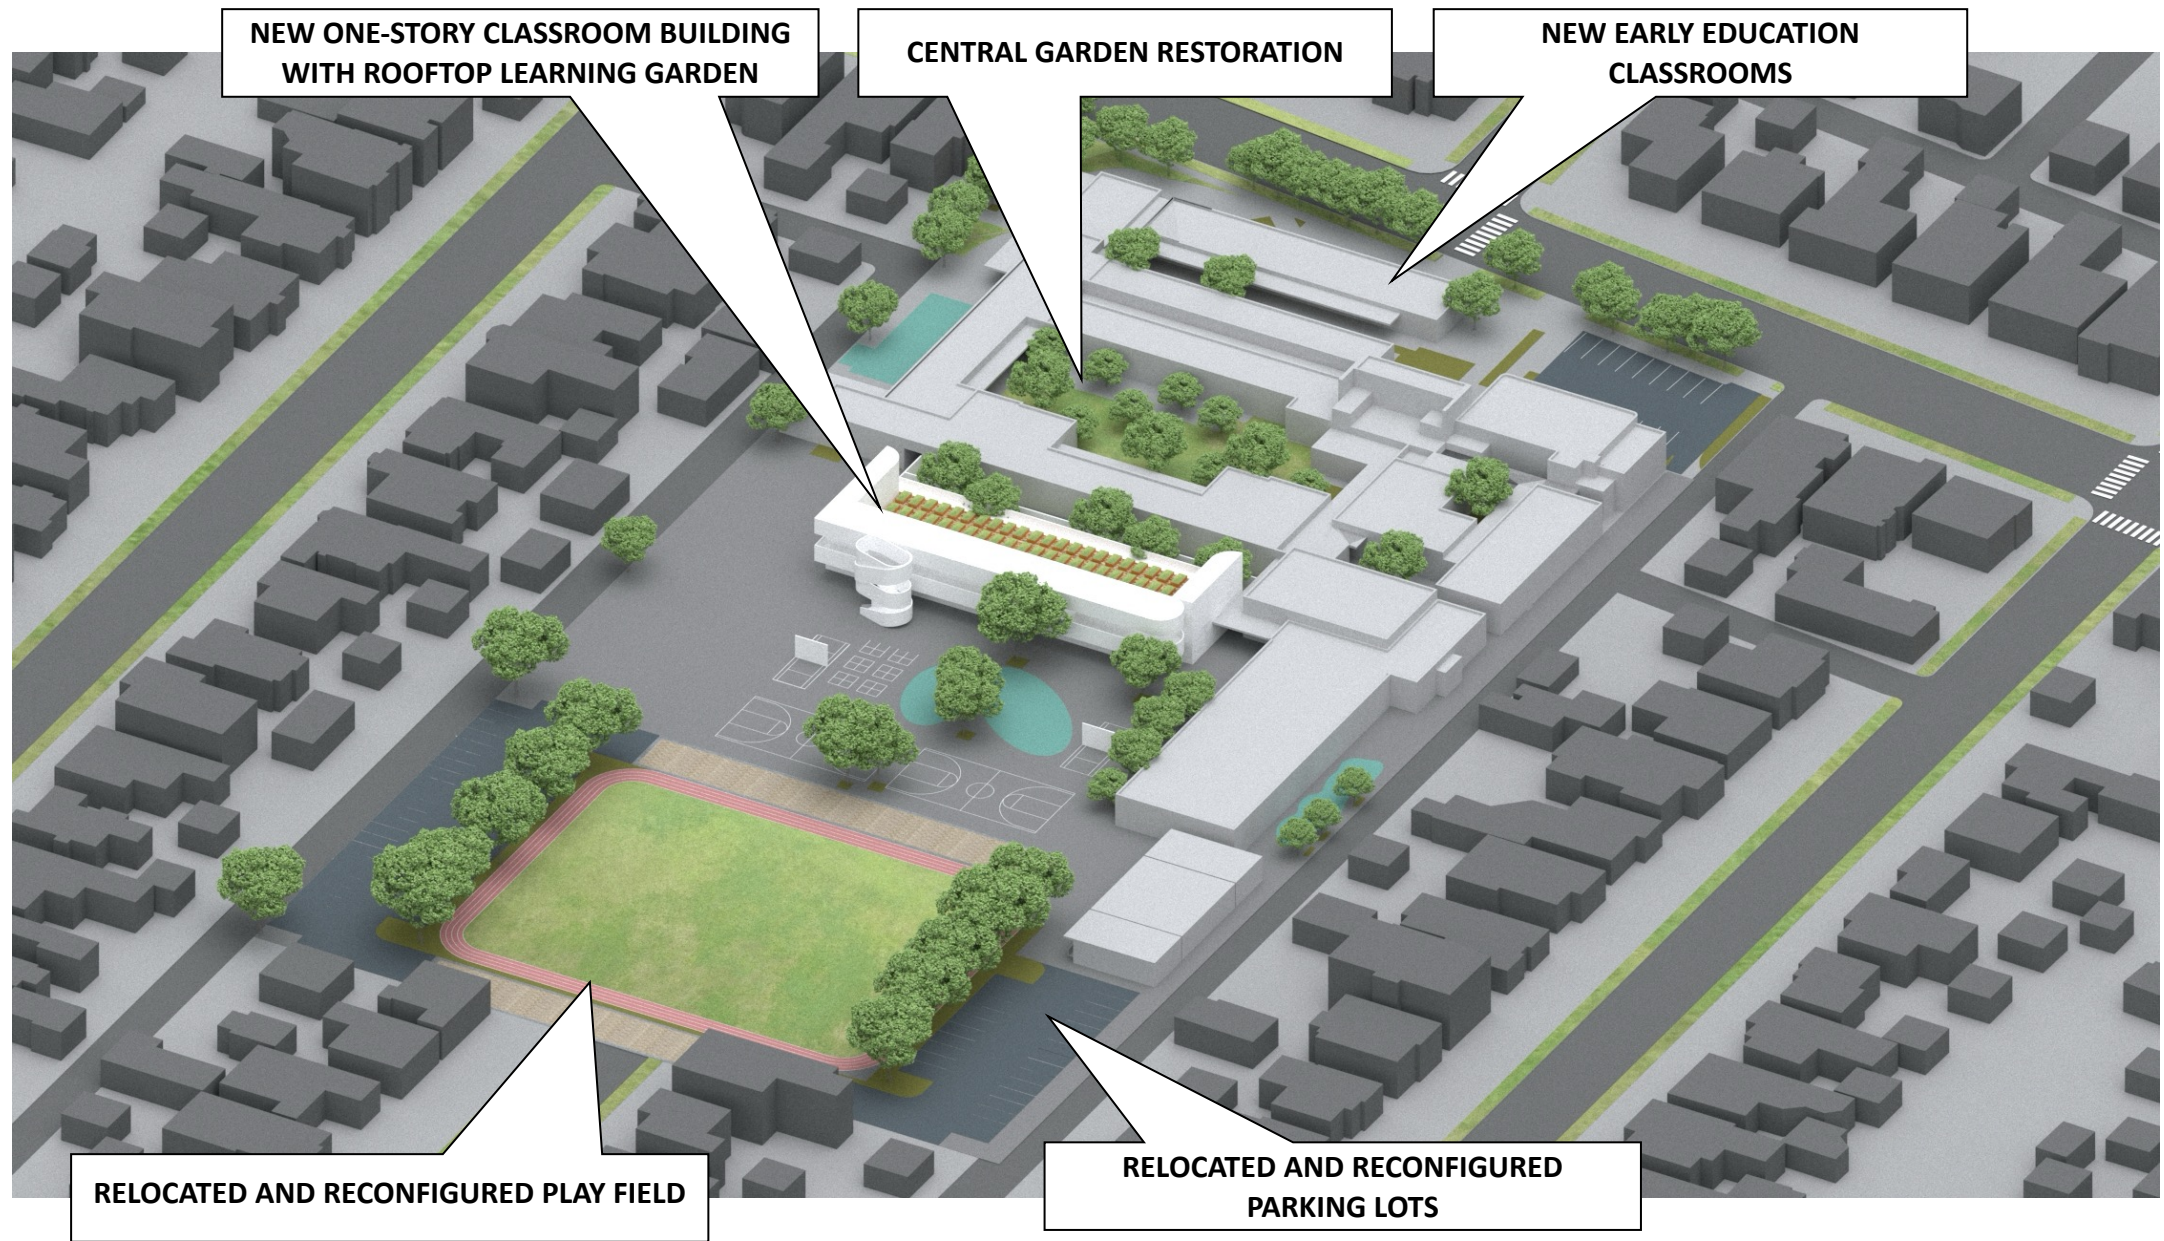 NEW ONE-STORY CLASSROOM BUILDING
WITH ROOFTOP LEARNING GARDEN
CENTRAL GARDEN RESTORATION
NEW EARLY EDUCATION
CLASSROOMS
RELOCATED AND RECONFIGURED PLAY FIELD
RELOCATED AND RECONFIGURED
PARKING LOTS